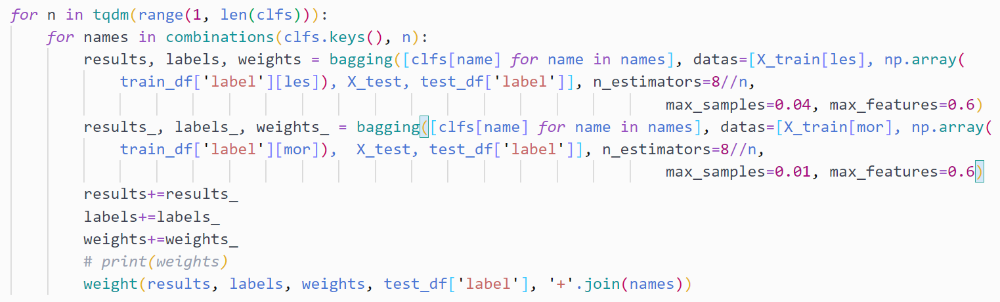 for n in tqdm(range(1, len(clfs))):
    for names in combinations(clfs.keys(), n):
        results, labels, weights = bagging([clfs[name] for name in names], datas=[X_train[les], np.array(
            train_df['label'][les]), X_test, test_df['label']], n_estimators=8//n,
                                                                        max_samples=0.04, max_features=0.6)
        results_, labels_, weights_ = bagging([clfs[name] for name in names], datas=[X_train[mor], np.array(
            train_df['label'][mor]),  X_test, test_df['label']], n_estimators=8//n,
                                                                        max_samples=0.01, max_features=0.6)
        results+=results_
        labels+=labels_
        weights+=weights_
        # print(weights)
        weight(results, labels, weights, test_df['label'], '+'.join(names))